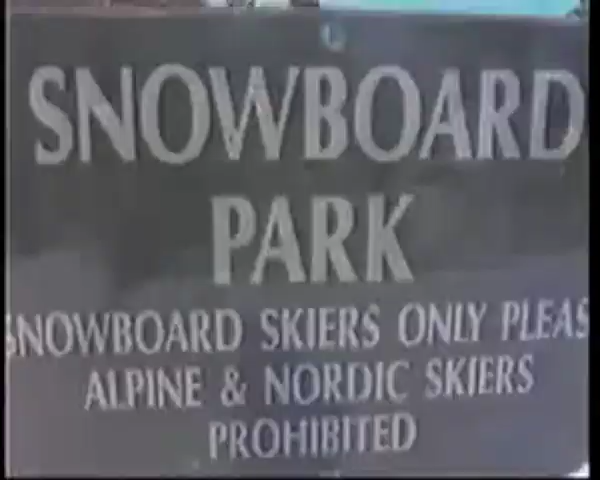 SNOWBOARD
PARK
SNOWBOARD SKIERS ONLY PLEAS
ALPINE & NORDIC SKIERS
PROHIBITED